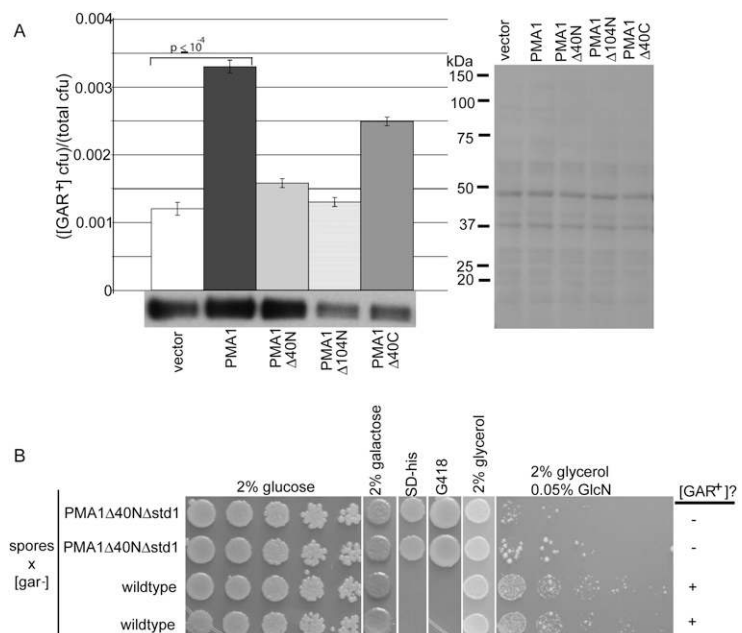 A
([GAR+] cfu)/(total cfu)
0.004
0.003
0.002
0.001
0
p ≤ 10-4
vector
PMA1
PMA1 Δ40N
PMA1 Δ104N
PMA1 Δ40C
kDa
150
100
75
50
37
25
20
vector
PMA1
PMA1 Δ40N
PMA1 Δ104N
PMA1 Δ40C
B
2% glucose
2% galactose
SD-his
G418
2% glycerol
2% glycerol
0.05% GlcN
[GAR+]?
spores
x
[gar-]
PMA1Δ40NΔstd1
-
PMA1Δ40NΔstd1
-
wildtype
+
wildtype
+